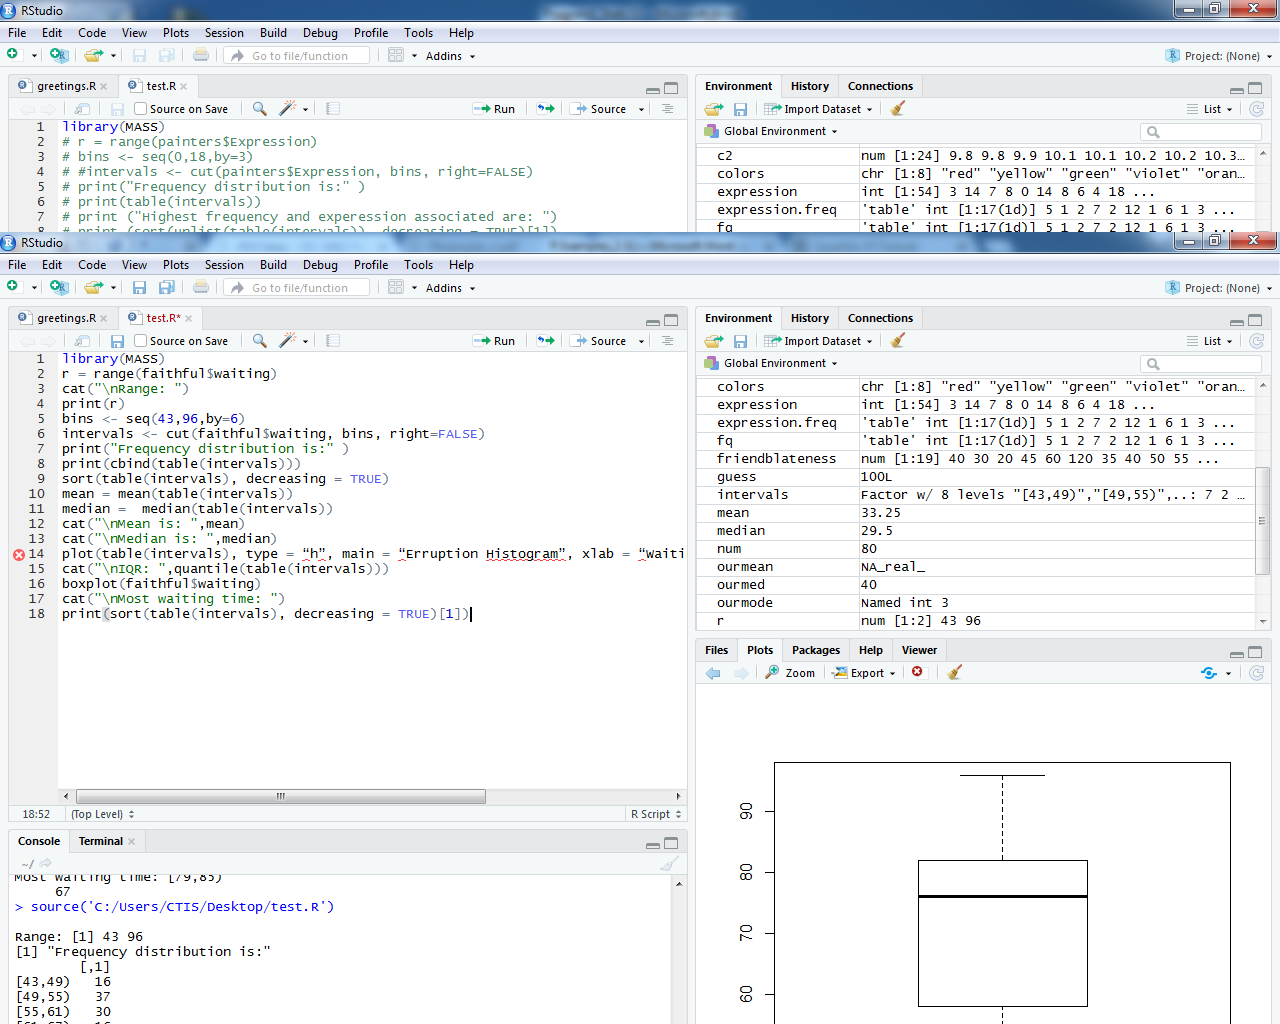 RStudio
File Edit Code View Plots Session Build Debug Profile Tools Help
Go to file/function Addins Project: (None)
greetings.R test.R
Source on Save Run Source
1 library(MASS)
2 # r = range(painters$Expression)
3 # bins <- seq(0,18,by=3)
4 # #intervals <- cut(painters$Expression, bins, right=FALSE)
5 # print("Frequency distribution is:" )
6 # print(table(intervals))
7 # print ("Highest frequency and experession associated are: ")
8 # print (sort(unlist(table(intervals)), decreasing = TRUE)[1])
Environment History Connections
Import Dataset List
Global Environment
c2 num [1:24] 9.8 9.8 9.9 10.1 10.1 10.2 10.2 10.3…
colors chr [1:8] "red" "yellow" "green" "violet" "oran…
expression int [1:54] 3 14 7 8 0 14 8 6 4 18 ...
expression.freq 'table' int [1:17(1d)] 5 1 2 7 2 12 1 6 1 3 ...
fq 'table' int [1:17(1d)] 5 1 2 7 2 12 1 6 1 3 ...
RStudio
File Edit Code View Plots Session Build Debug Profile Tools Help
Go to file/function Addins Project: (None)
greetings.R test.R*
Source on Save Run Source
1 library(MASS)
2 r = range(faithful$waiting)
3 cat("\nRange: ")
4 print(r)
5 bins <- seq(43,96,by=6)
6 intervals <- cut(faithful$waiting, bins, right=FALSE)
7 print("Frequency distribution is:" )
8 print(cbind(table(intervals)))
9 sort(table(intervals), decreasing = TRUE)
10 mean = mean(table(intervals))
11 median =  median(table(intervals))
12 cat("\nMean is: ",mean)
13 cat("\nMedian is: ",median)
14 plot(table(intervals), type = “h”, main = “Erruption Histogram”, xlab = “Waiti
15 cat("\nIQR: ",quantile(table(intervals)))
16 boxplot(faithful$waiting)
17 cat("\nMost waiting time: ")
18 print(sort(table(intervals), decreasing = TRUE)[1])
18:52 (Top Level) R Script
Console Terminal
~/
Most waiting time: [79,85)
67
> source('C:/Users/CTIS/Desktop/test.R')
Range: [1] 43 96
[1] "Frequency distribution is:"
[,1]
[43,49) 16
[49,55) 37
[55,61) 30
[61,67) 16
Environment History Connections
Import Dataset List
Global Environment
colors chr [1:8] "red" "yellow" "green" "violet" "oran…
expression int [1:54] 3 14 7 8 0 14 8 6 4 18 ...
expression.freq 'table' int [1:17(1d)] 5 1 2 7 2 12 1 6 1 3 ...
fq 'table' int [1:17(1d)] 5 1 2 7 2 12 1 6 1 3 ...
friendblateness num [1:19] 40 30 20 45 60 120 35 40 50 55 ...
guess 100L
intervals Factor w/ 8 levels "[43,49)","[49,55)",..: 7 2 …
mean 33.25
median 29.5
num 80
ourmean NA_real_
ourmed 40
ourmode Named int 3
r num [1:2] 43 96
Files Plots Packages Help Viewer
Zoom Export
90
80
70
60